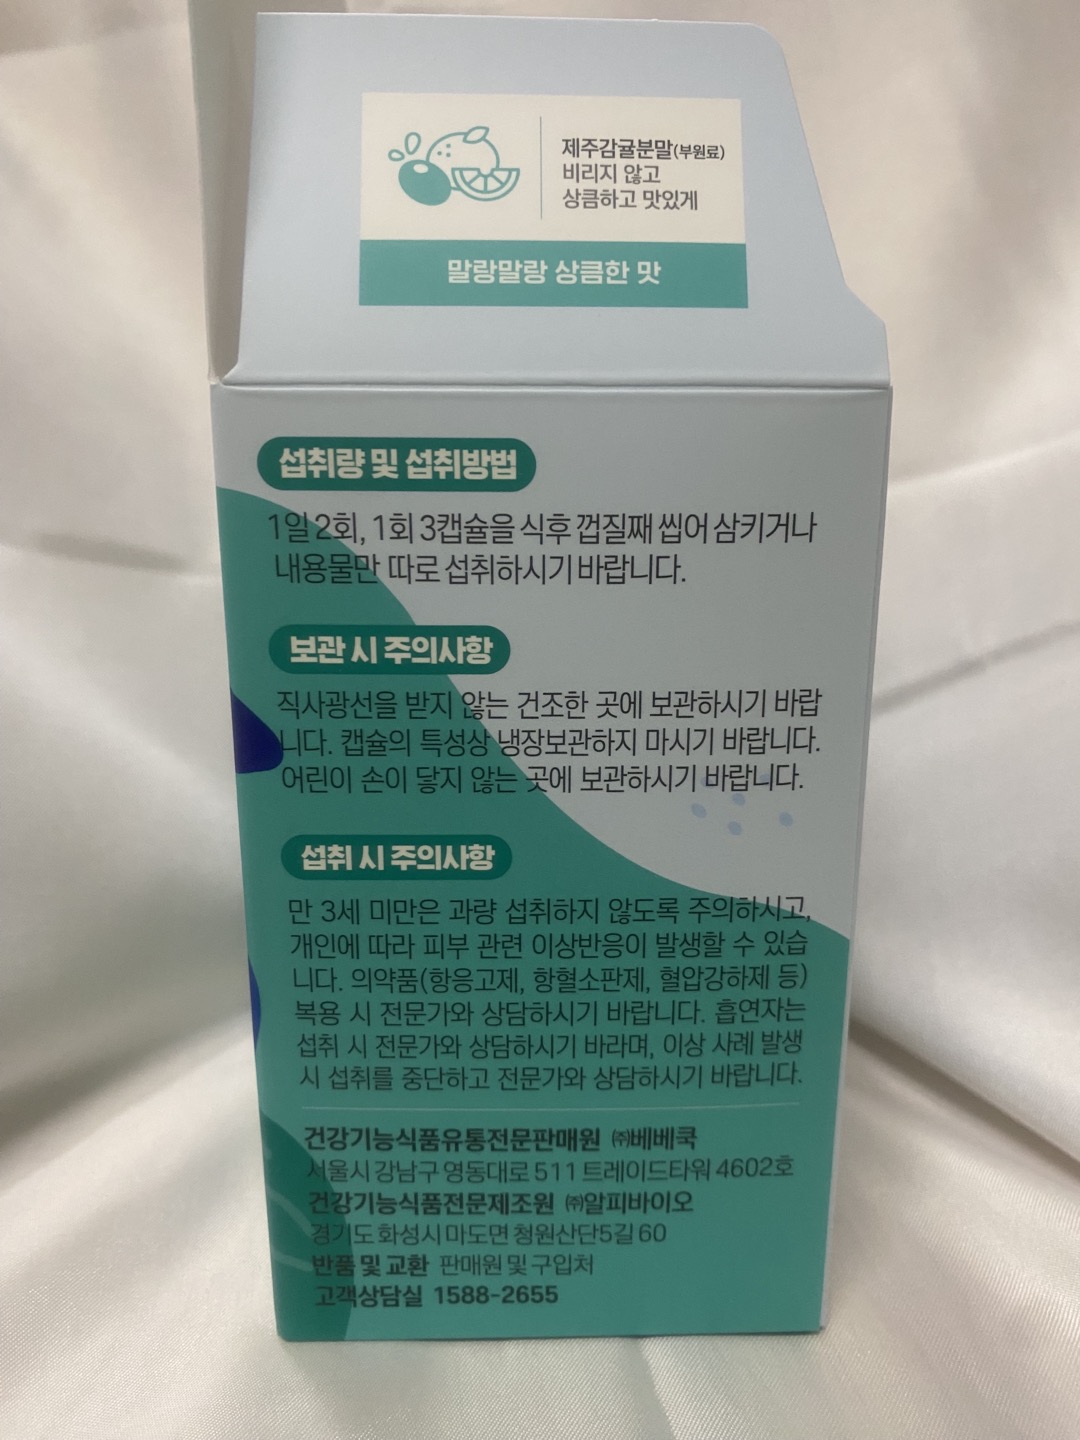 제주감귤분말(부원료)
비리지 않고
상큼하고 맛있게
말랑말랑 상큼한 맛
섭취량 및 섭취방법
1일 2회, 1회 3캡슐을 식후 껍질째 씹어 삼키거나
내용물만 따로 섭취하시기 바랍니다.
보관 시 주의사항
직사광선을 받지 않는 건조한 곳에 보관하시기 바랍
니다. 캡슐의 특성상 냉장보관하지 마시기 바랍니다.
어린이 손이 닿지 않는 곳에 보관하시기 바랍니다.
섭취 시 주의사항
만 3세 미만은 과량 섭취하지 않도록 주의하시고,
개인에 따라 피부 관련 이상반응이 발생할 수 있습
니다. 의약품(항응고제, 항혈소판제, 혈압강하제 등)
복용 시 전문가와 상담하시기 바랍니다. 흡연자는
섭취 시 전문가와 상담하시기 바라며, 이상 사례 발생
시 섭취를 중단하고 전문가와 상담하시기 바랍니다.
건강기능식품유통전문판매원 ㈜베베쿡
서울시 강남구 영동대로 511 트레이드타워 4602호
건강기능식품전문제조원 ㈜알피바이오
경기도 화성시 마도면 청원산단5길 60
반품 및 교환 판매원 및 구입처
고객상담실 1588-2655